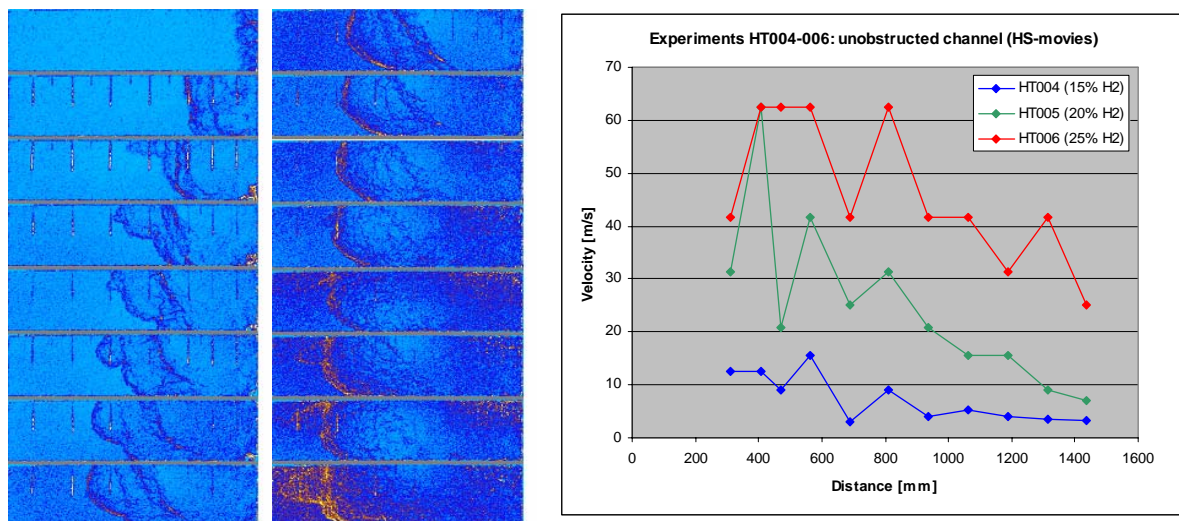 Experiments HT004-006: unobstructed channel (HS-movies)
70
60
50
40
30
20
10
0
Velocity [m/s]
HT004 (15% H2)
HT005 (20% H2)
HT006 (25% H2)
0 200 400 600 800 1000 1200 1400 1600
Distance [mm]